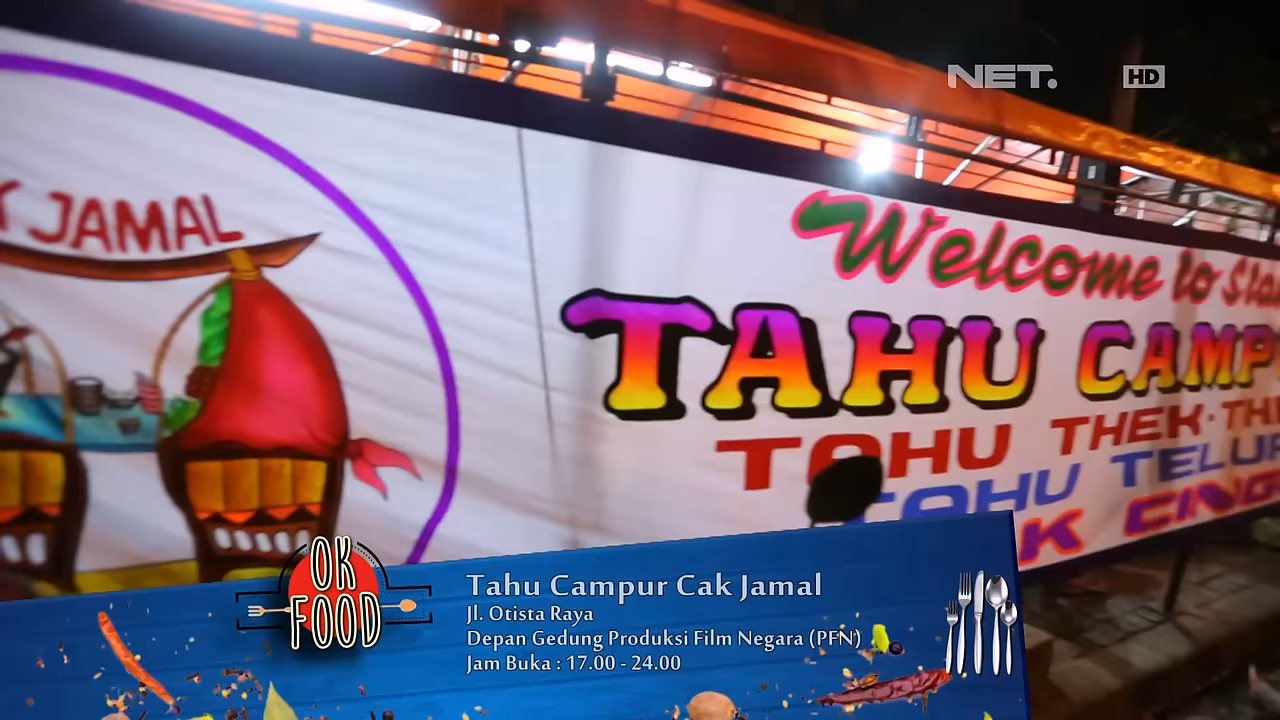 NET. HD
JAMAL
Welcome to
TAHU
TAHU THEK
TAHU TELUR
OK
FOOD
Tahu Campur Cak Jamal
Jl. Otista Raya
Depan Gedung Produksi Film Negara (PFN)
Jam Buka : 17.00 - 24.00